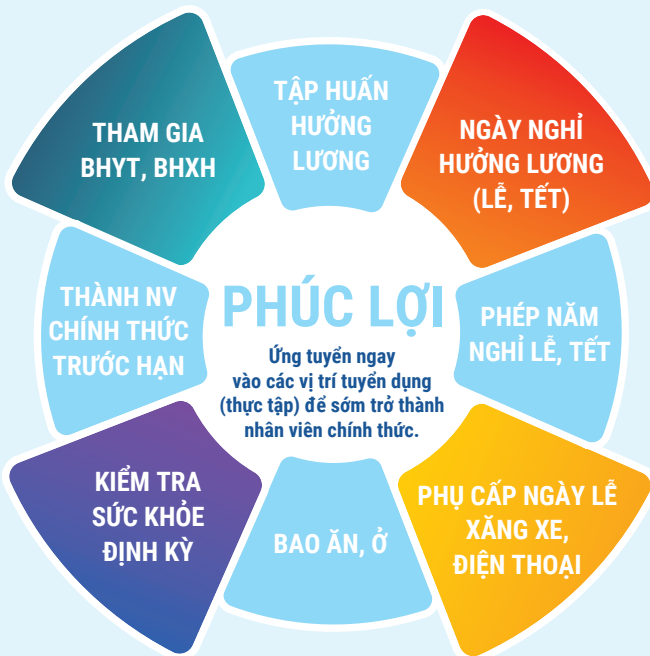 THAM GIA
BHYT, BHXH
TẬP HUẤN
HƯỞNG
LƯƠNG
NGÀY NGHỈ
HƯỞNG LƯƠNG
(LỄ, TẾT)
THÀNH NV
CHÍNH THỨC
TRƯỚC HẠN
PHÚC LỢI
Ứng tuyển ngay
vào các vị trí tuyển dụng
(thực tập) để sớm trở thành
nhân viên chính thức.
PHÉP NĂM
NGHỈ LỄ, TẾT
KIỂM TRA
SỨC KHỎE
ĐỊNH KỲ
BAO ĂN, Ở
PHỤ CẤP NGÀY LỄ
XĂNG XE,
ĐIỆN THOẠI